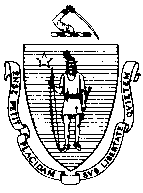 ENSE PETIT
PLACIDAM
SVB LIBERTATE
QVIETEM